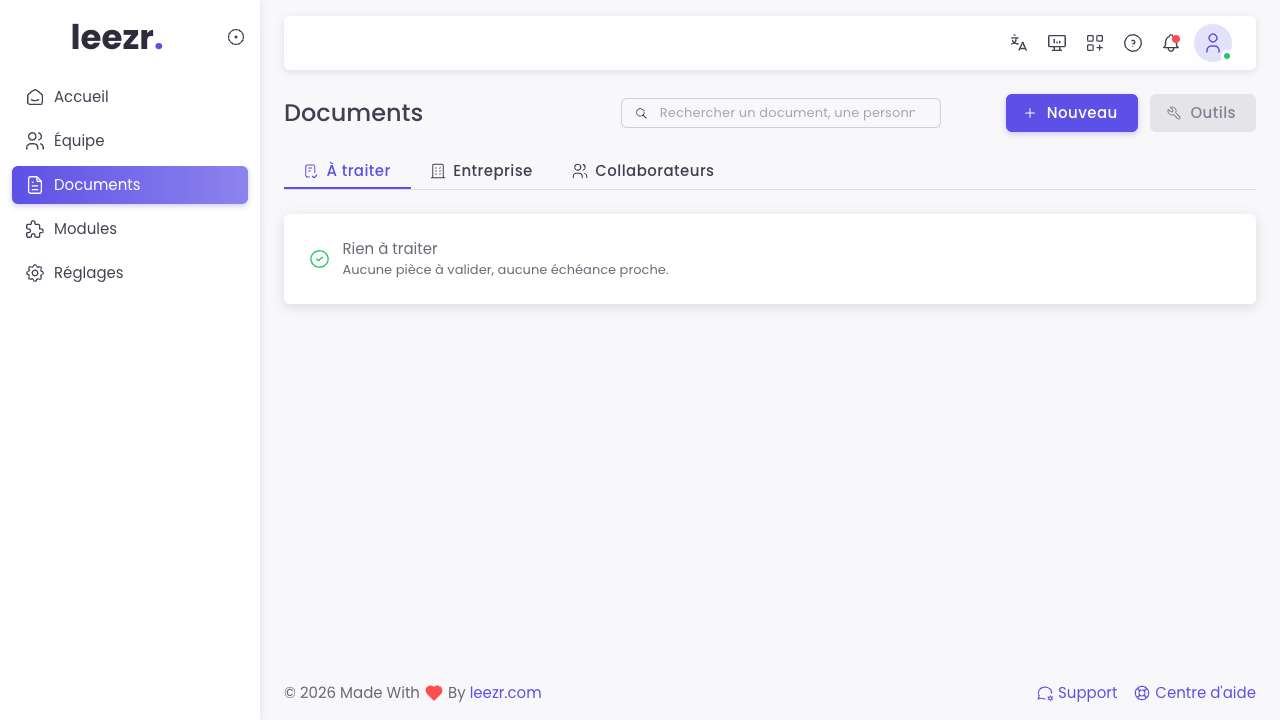 leezr.
Accueil
Équipe
Documents
Modules
Réglages
Documents
Rechercher un document, une personr
Nouveau
Outils
À traiter
Entreprise
Collaborateurs
Rien à traiter
Aucune pièce à valider, aucune échéance proche.
© 2026 Made With By leezr.com
Support
Centre d'aide